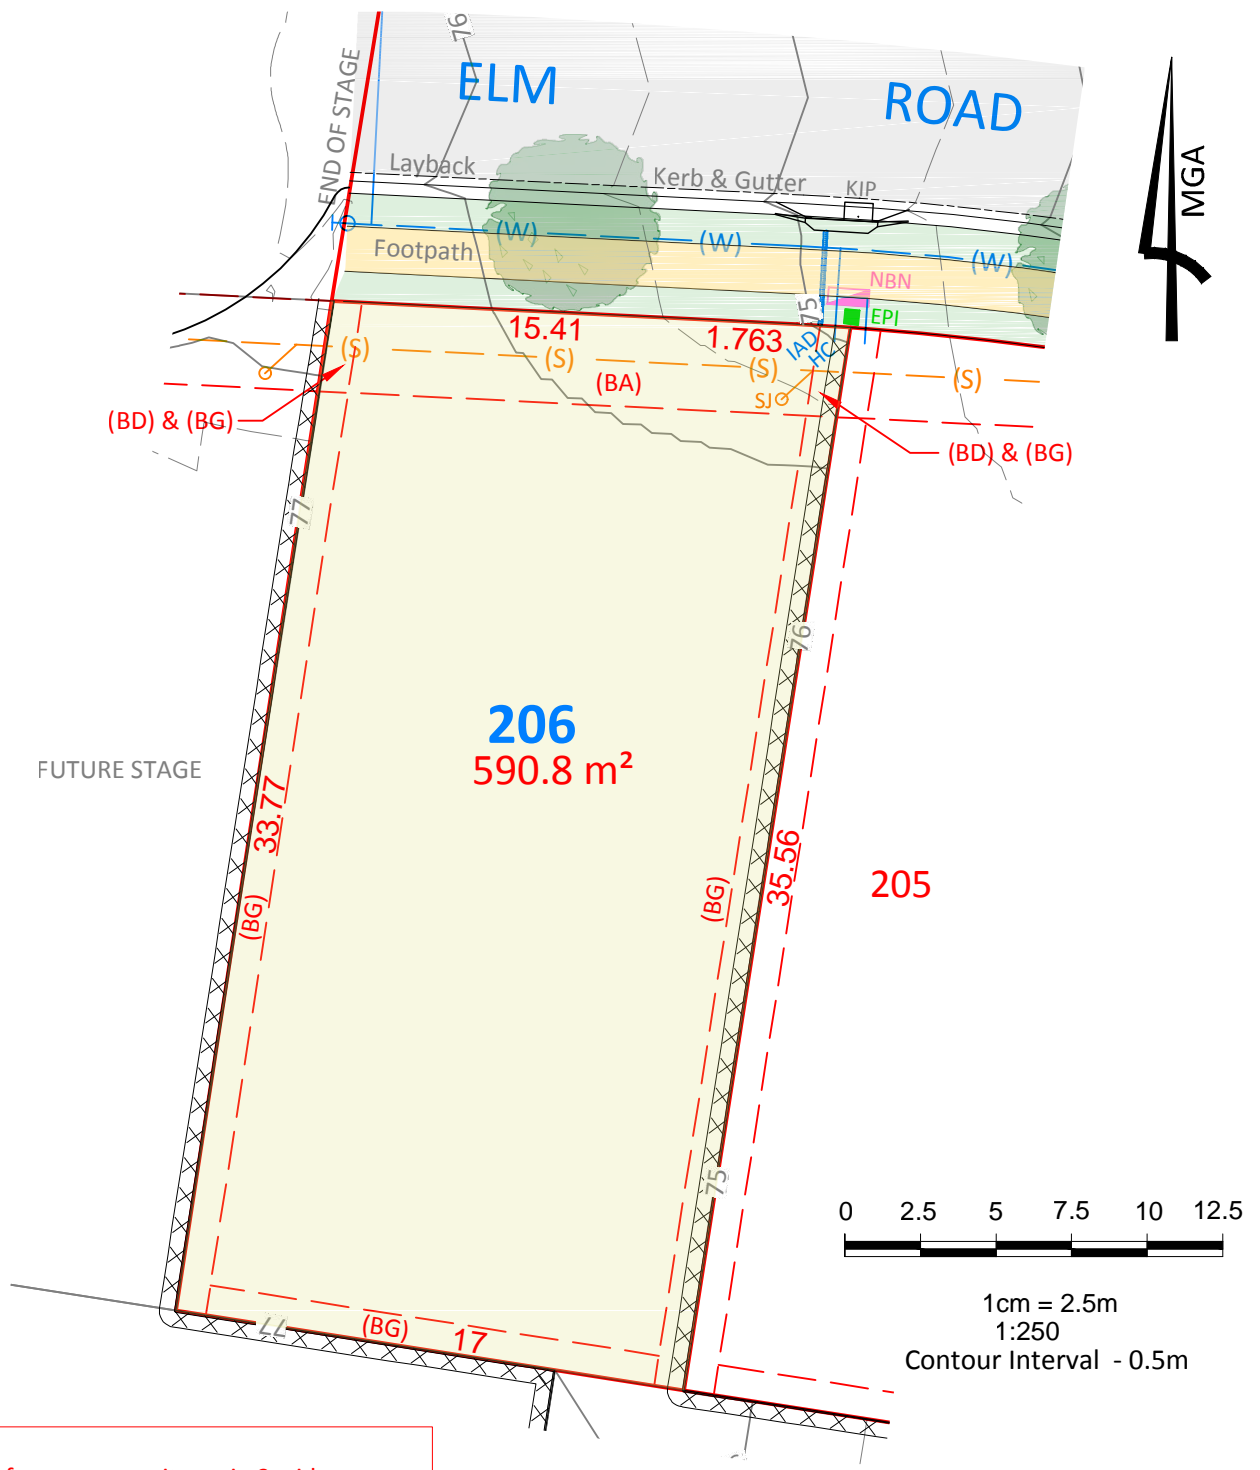 76
ELM
ROAD
END OF STAGE
Layback
Kerb & Gutter
KIP
MGA
(W)
(W)
(W)
Footpath
NBN
75
EPI
15.41
1.763
IAD
HC
(S)
(S)
(S)
(S)
(BA)
SJ
(BD) & (BG)
(BD) & (BG)
77
76
206
590.8 m²
FUTURE STAGE
33.77
35.56
205
(BG)
(BG)
75
0 2.5 5 7.5 10 12.5
1cm = 2.5m
1:250
Contour Interval - 0.5m
77
(BG)
17